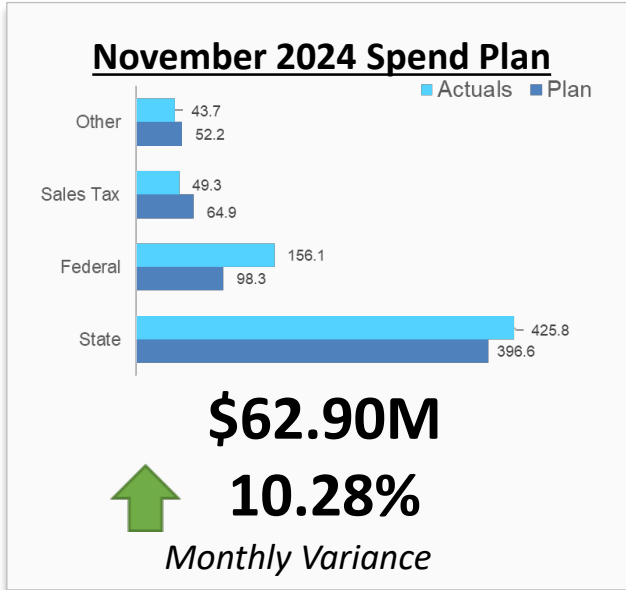 November 2024 Spend Plan
Actuals Plan
Other 43.7
52.2
Sales Tax 49.3
64.9
Federal 156.1
98.3
State 425.8
396.6
$62.90M
10.28%
Monthly Variance